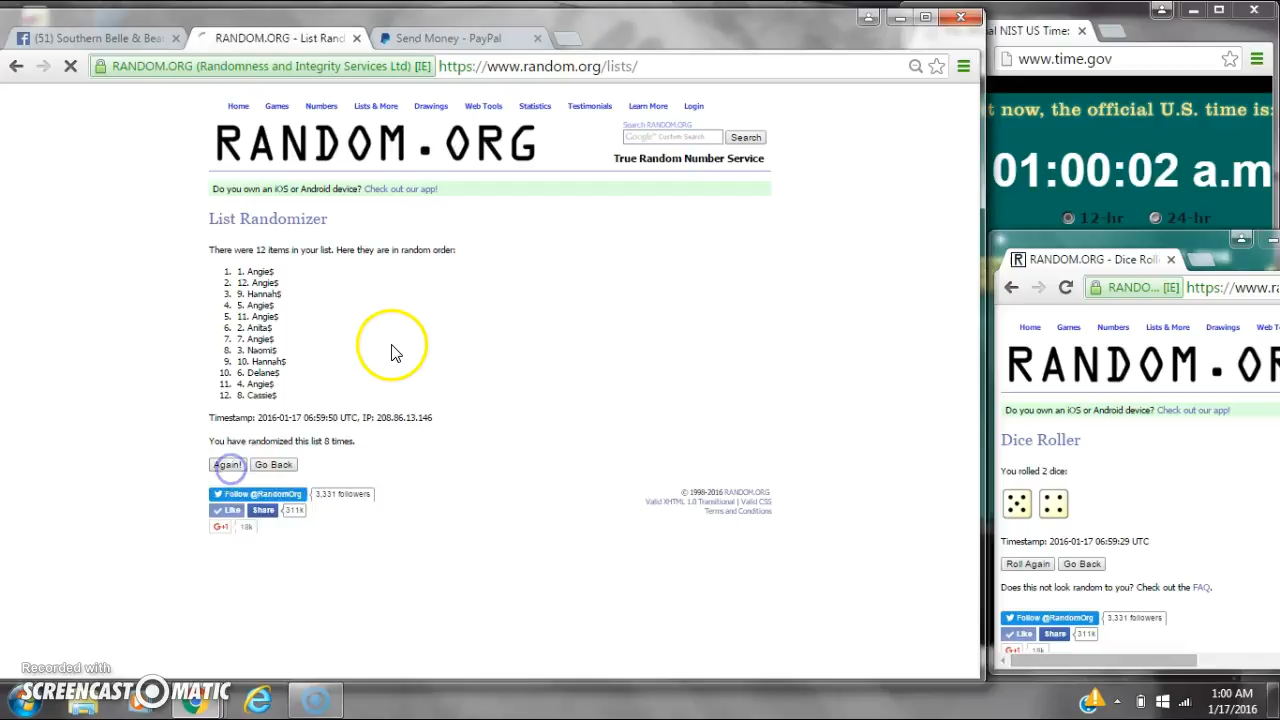 (51) Southern Belle & Be
RANDOM.ORG - List Rand
Send Money - PayPal
RANDOM.ORG (Randomness and Integrity Services Ltd) [IE] https://www.random.org/lists/
Home Games Numbers Lists & More Drawings Web Tools Statistics Testimonials Learn More Login
RANDOM.ORG
Search RANDOM.ORG
Google Custom Search
Search
True Random Number Service
Do you own an iOS or Android device? Check out our app!
List Randomizer
There were 12 items in your list. Here they are in random order:
1. 1. Angie$
2. 12. Angie$
3. 9. Hannah$
4. 5. Angie$
5. 11. Angie$
6. 2. Anita$
7. 7. Angie$
8. 3. Naomi$
9. 10. Hannah$
10. 6. Delane$
11. 4. Angie$
12. 8. Cassie$
Timestamp: 2016-01-17 06:59:50 UTC, IP: 208.86.13.146
You have randomized this list 8 times.
Again! Go Back
Follow @RandomOrg 3,331 followers
Like Share 311k
G+1 18k
© 1998-2016 RANDOM.ORG
Valid XHTML 1.0 Transitional | Valid CSS
Terms and Conditions
al NIST US Time:
www.time.gov
t now, the official U.S. time is:
01:00:02 a.m
12-hr 24-hr
RANDOM.ORG - Dice Roll
RANDO... [IE] https://www.ra
Home Games Numbers Lists & More Drawings Web T
RANDOM.OR
Do you own an iOS or Android device? Check out our app!
Dice Roller
You rolled 2 dice:
Timestamp: 2016-01-17 06:59:29 UTC
Roll Again Go Back
Does this not look random to you? Check out the FAQ.
Follow @RandomOrg 3,331 followers
Like Share 311k
G+1 18k
Recorded with
SCREENCAST MATIC
1:00 AM
1/17/2016